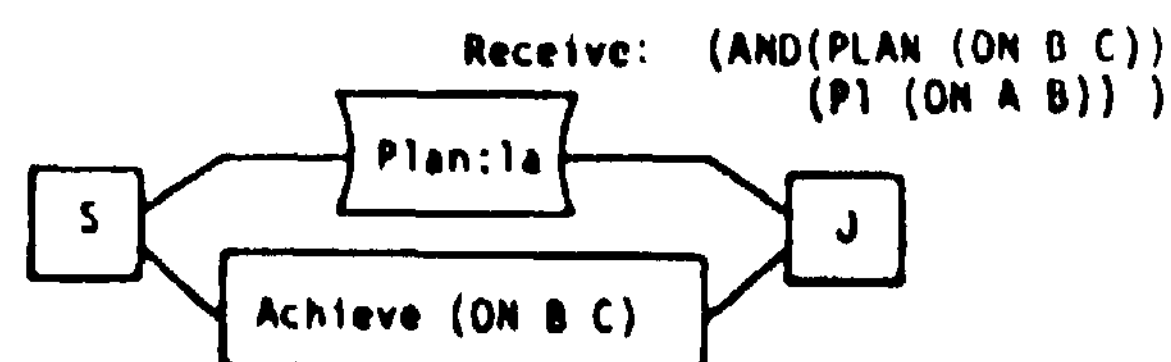 Receive: (AND(PLAN (ON B C))
(P1 (ON A B)) )
Plan:1a
S
J
Achieve (ON B C)